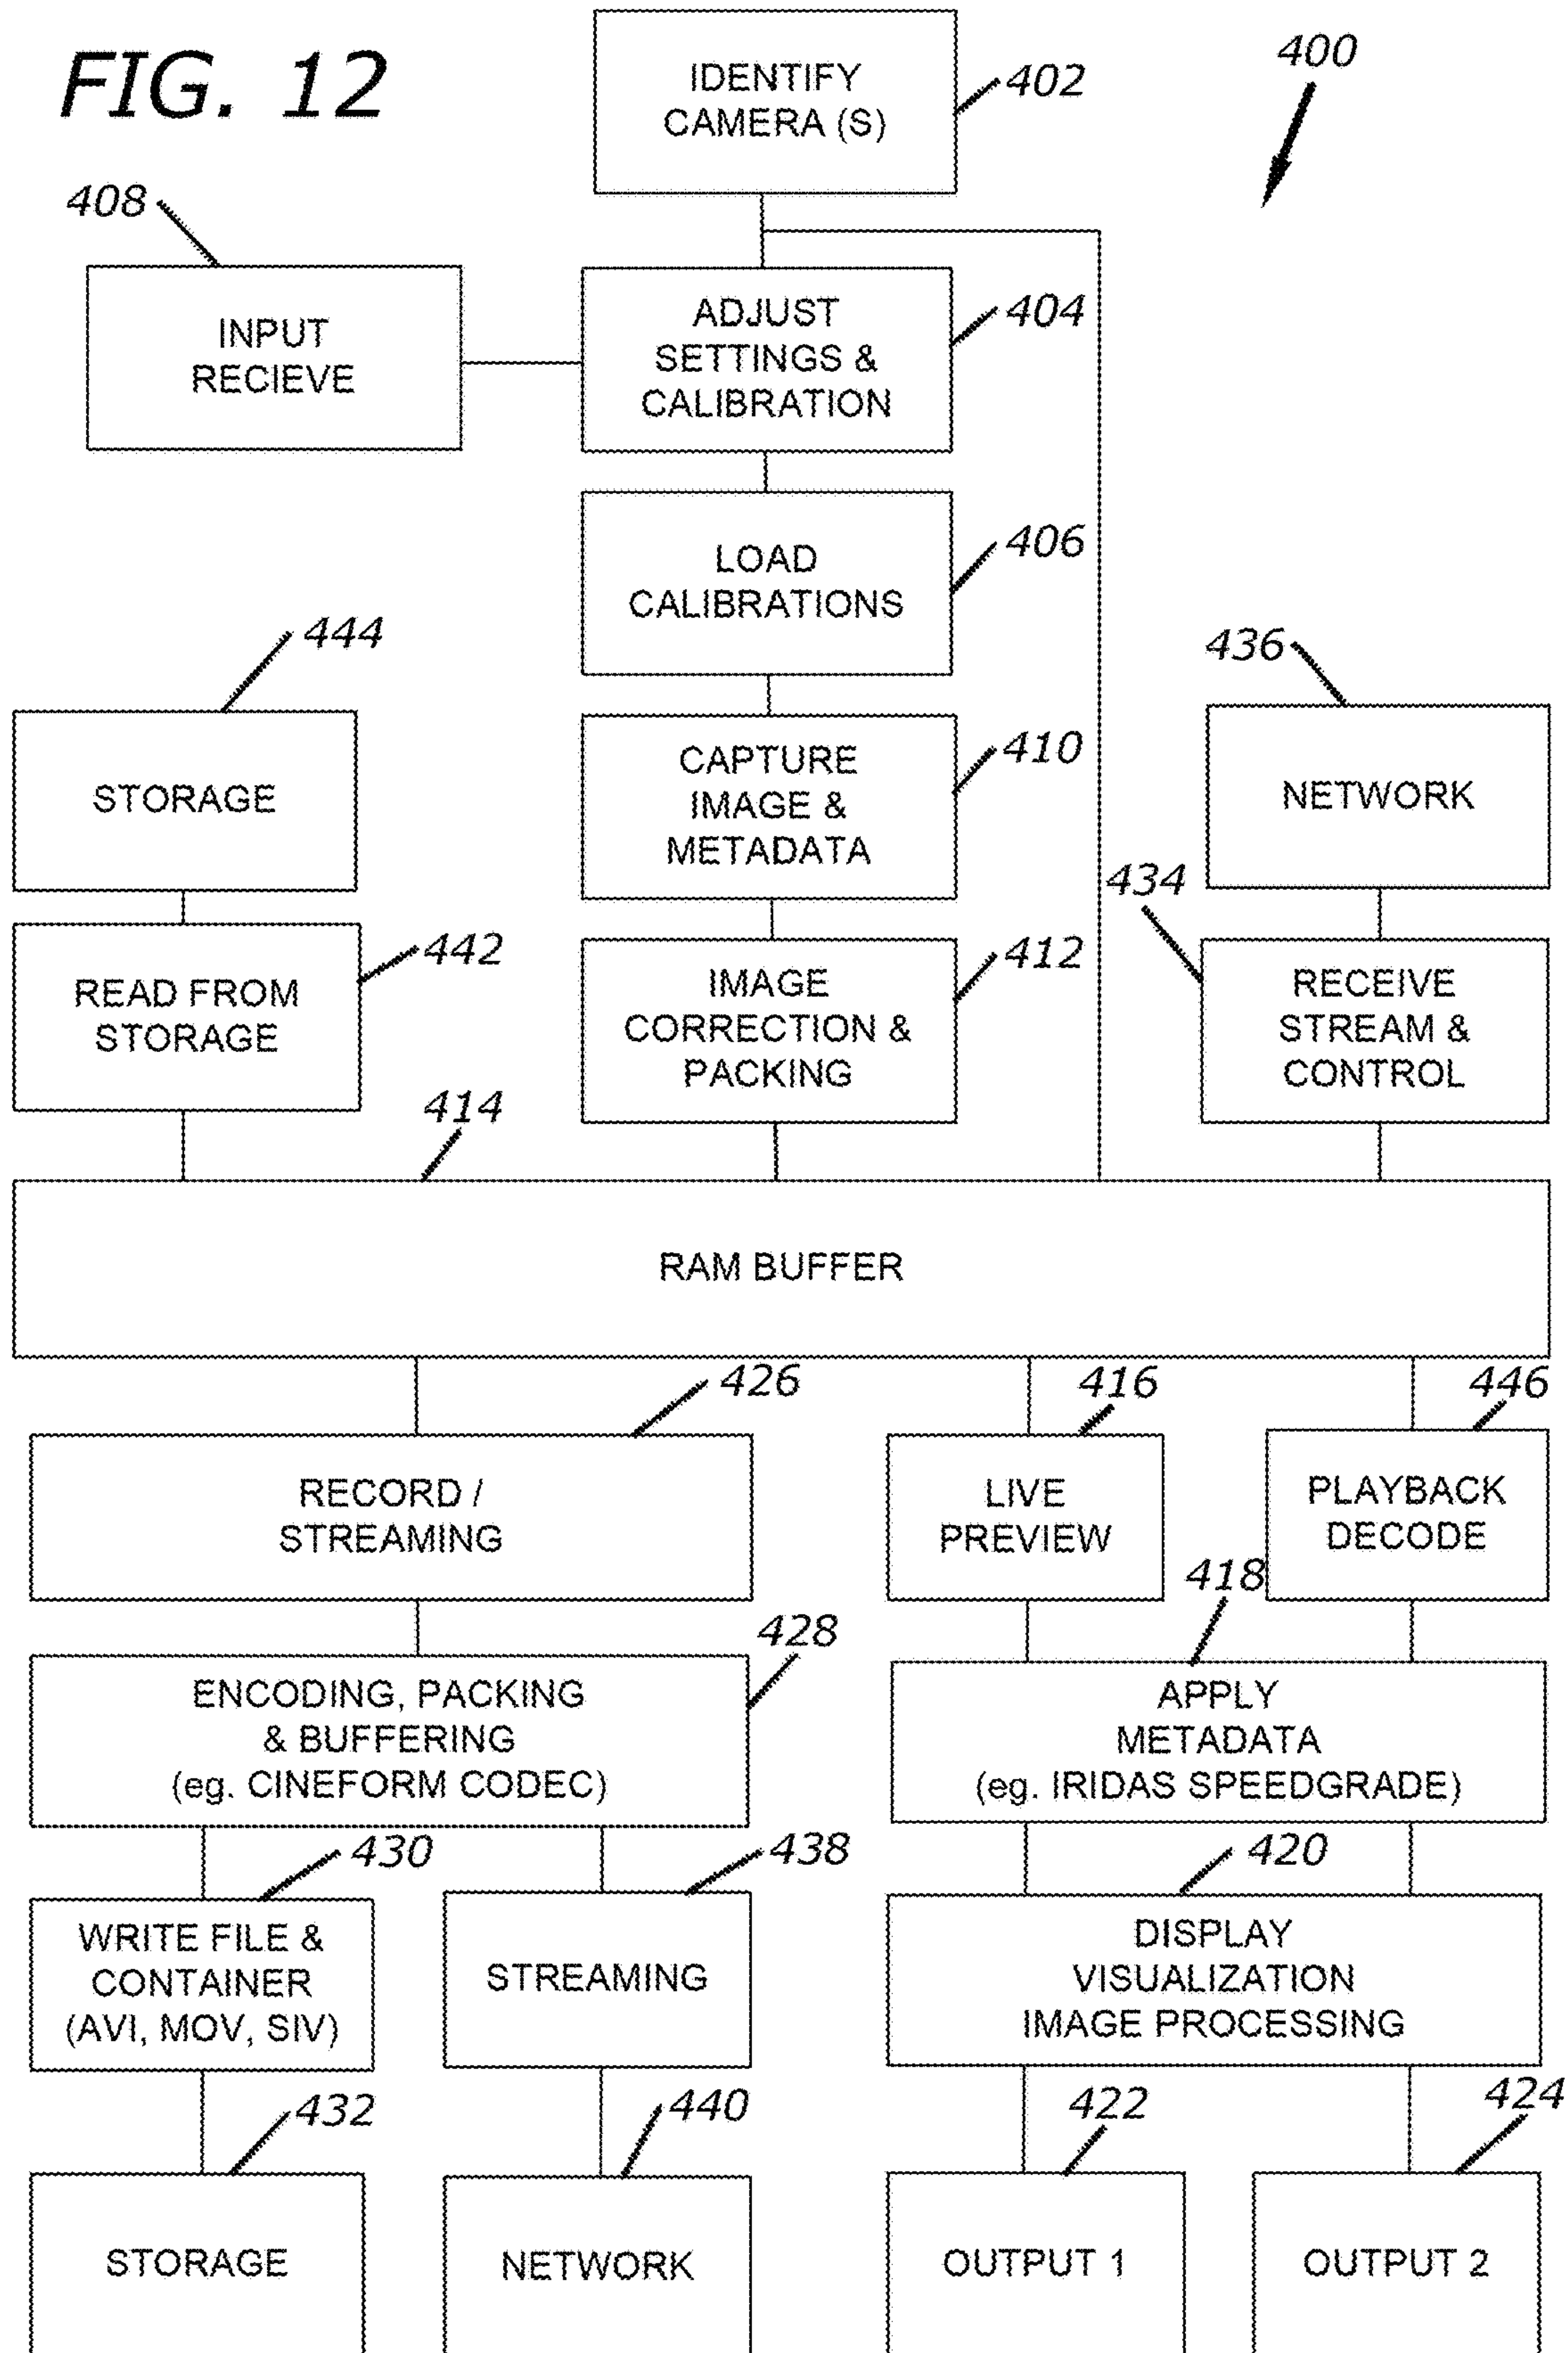 FIG. 12
400
IDENTIFY
CAMERA (S)
402
408
INPUT
RECIEVE
ADJUST
SETTINGS &
CALIBRATION
404
LOAD
CALIBRATIONS
406
444
STORAGE
CAPTURE
IMAGE &
METADATA
410
436
NETWORK
READ FROM
STORAGE
442
IMAGE
CORRECTION &
PACKING
412
434
RECEIVE
STREAM &
CONTROL
414
RAM BUFFER
426
RECORD /
STREAMING
416
LIVE
PREVIEW
446
PLAYBACK
DECODE
428
ENCODING, PACKING
& BUFFERING
(eg. CINEFORM CODEC)
418
APPLY
METADATA
(eg. IRIDAS SPEEDGRADE)
430
WRITE FILE &
CONTAINER
(AVI, MOV, SIV)
438
STREAMING
420
DISPLAY
VISUALIZATION
IMAGE PROCESSING
432
STORAGE
440
NETWORK
422
OUTPUT 1
424
OUTPUT 2